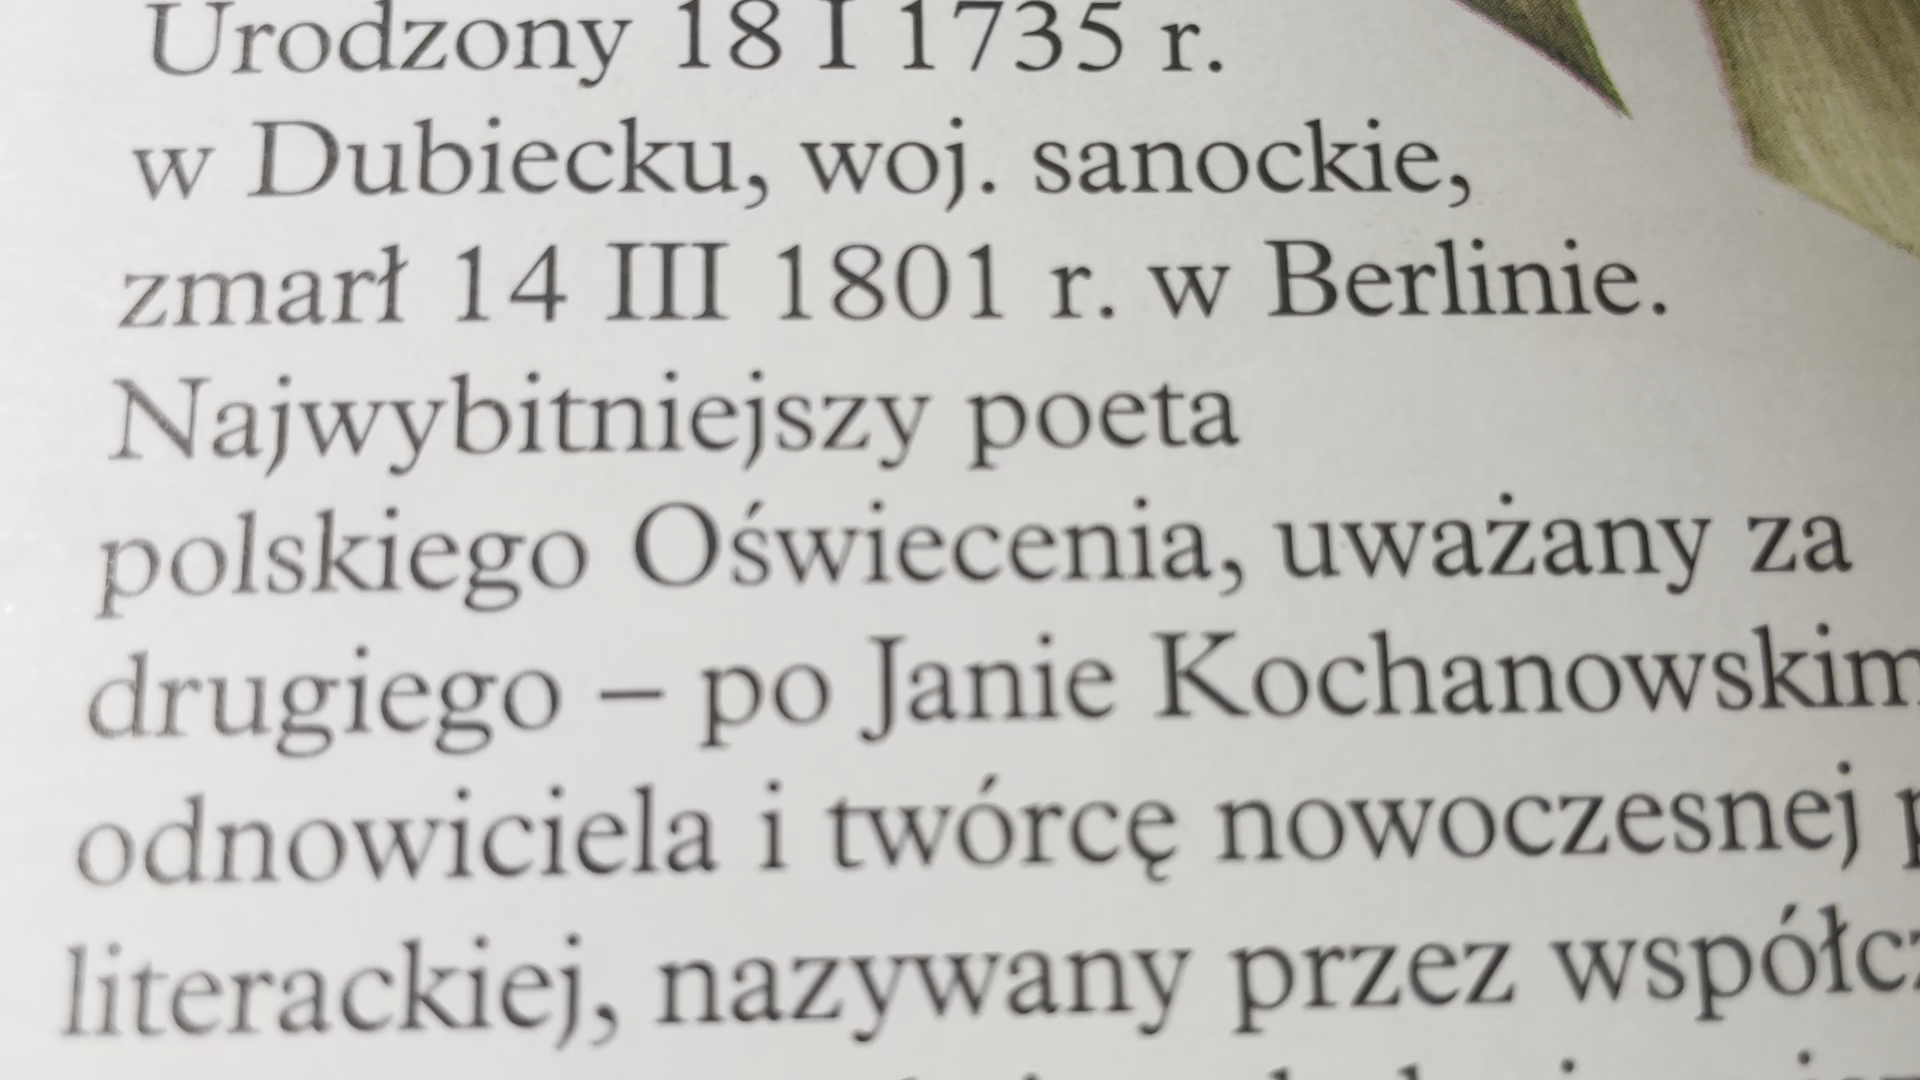 Urodzony 18 I 1735 r.
w Dubiecku, woj. sanockie,
zmarł 14 III 1801 r. w Berlinie.
Najwybitniejszy poeta
polskiego Oświecenia, uważany za
drugiego – po Janie Kochanowskim
odnowiciela i twórcę nowoczesnej
literackiej, nazywany przez